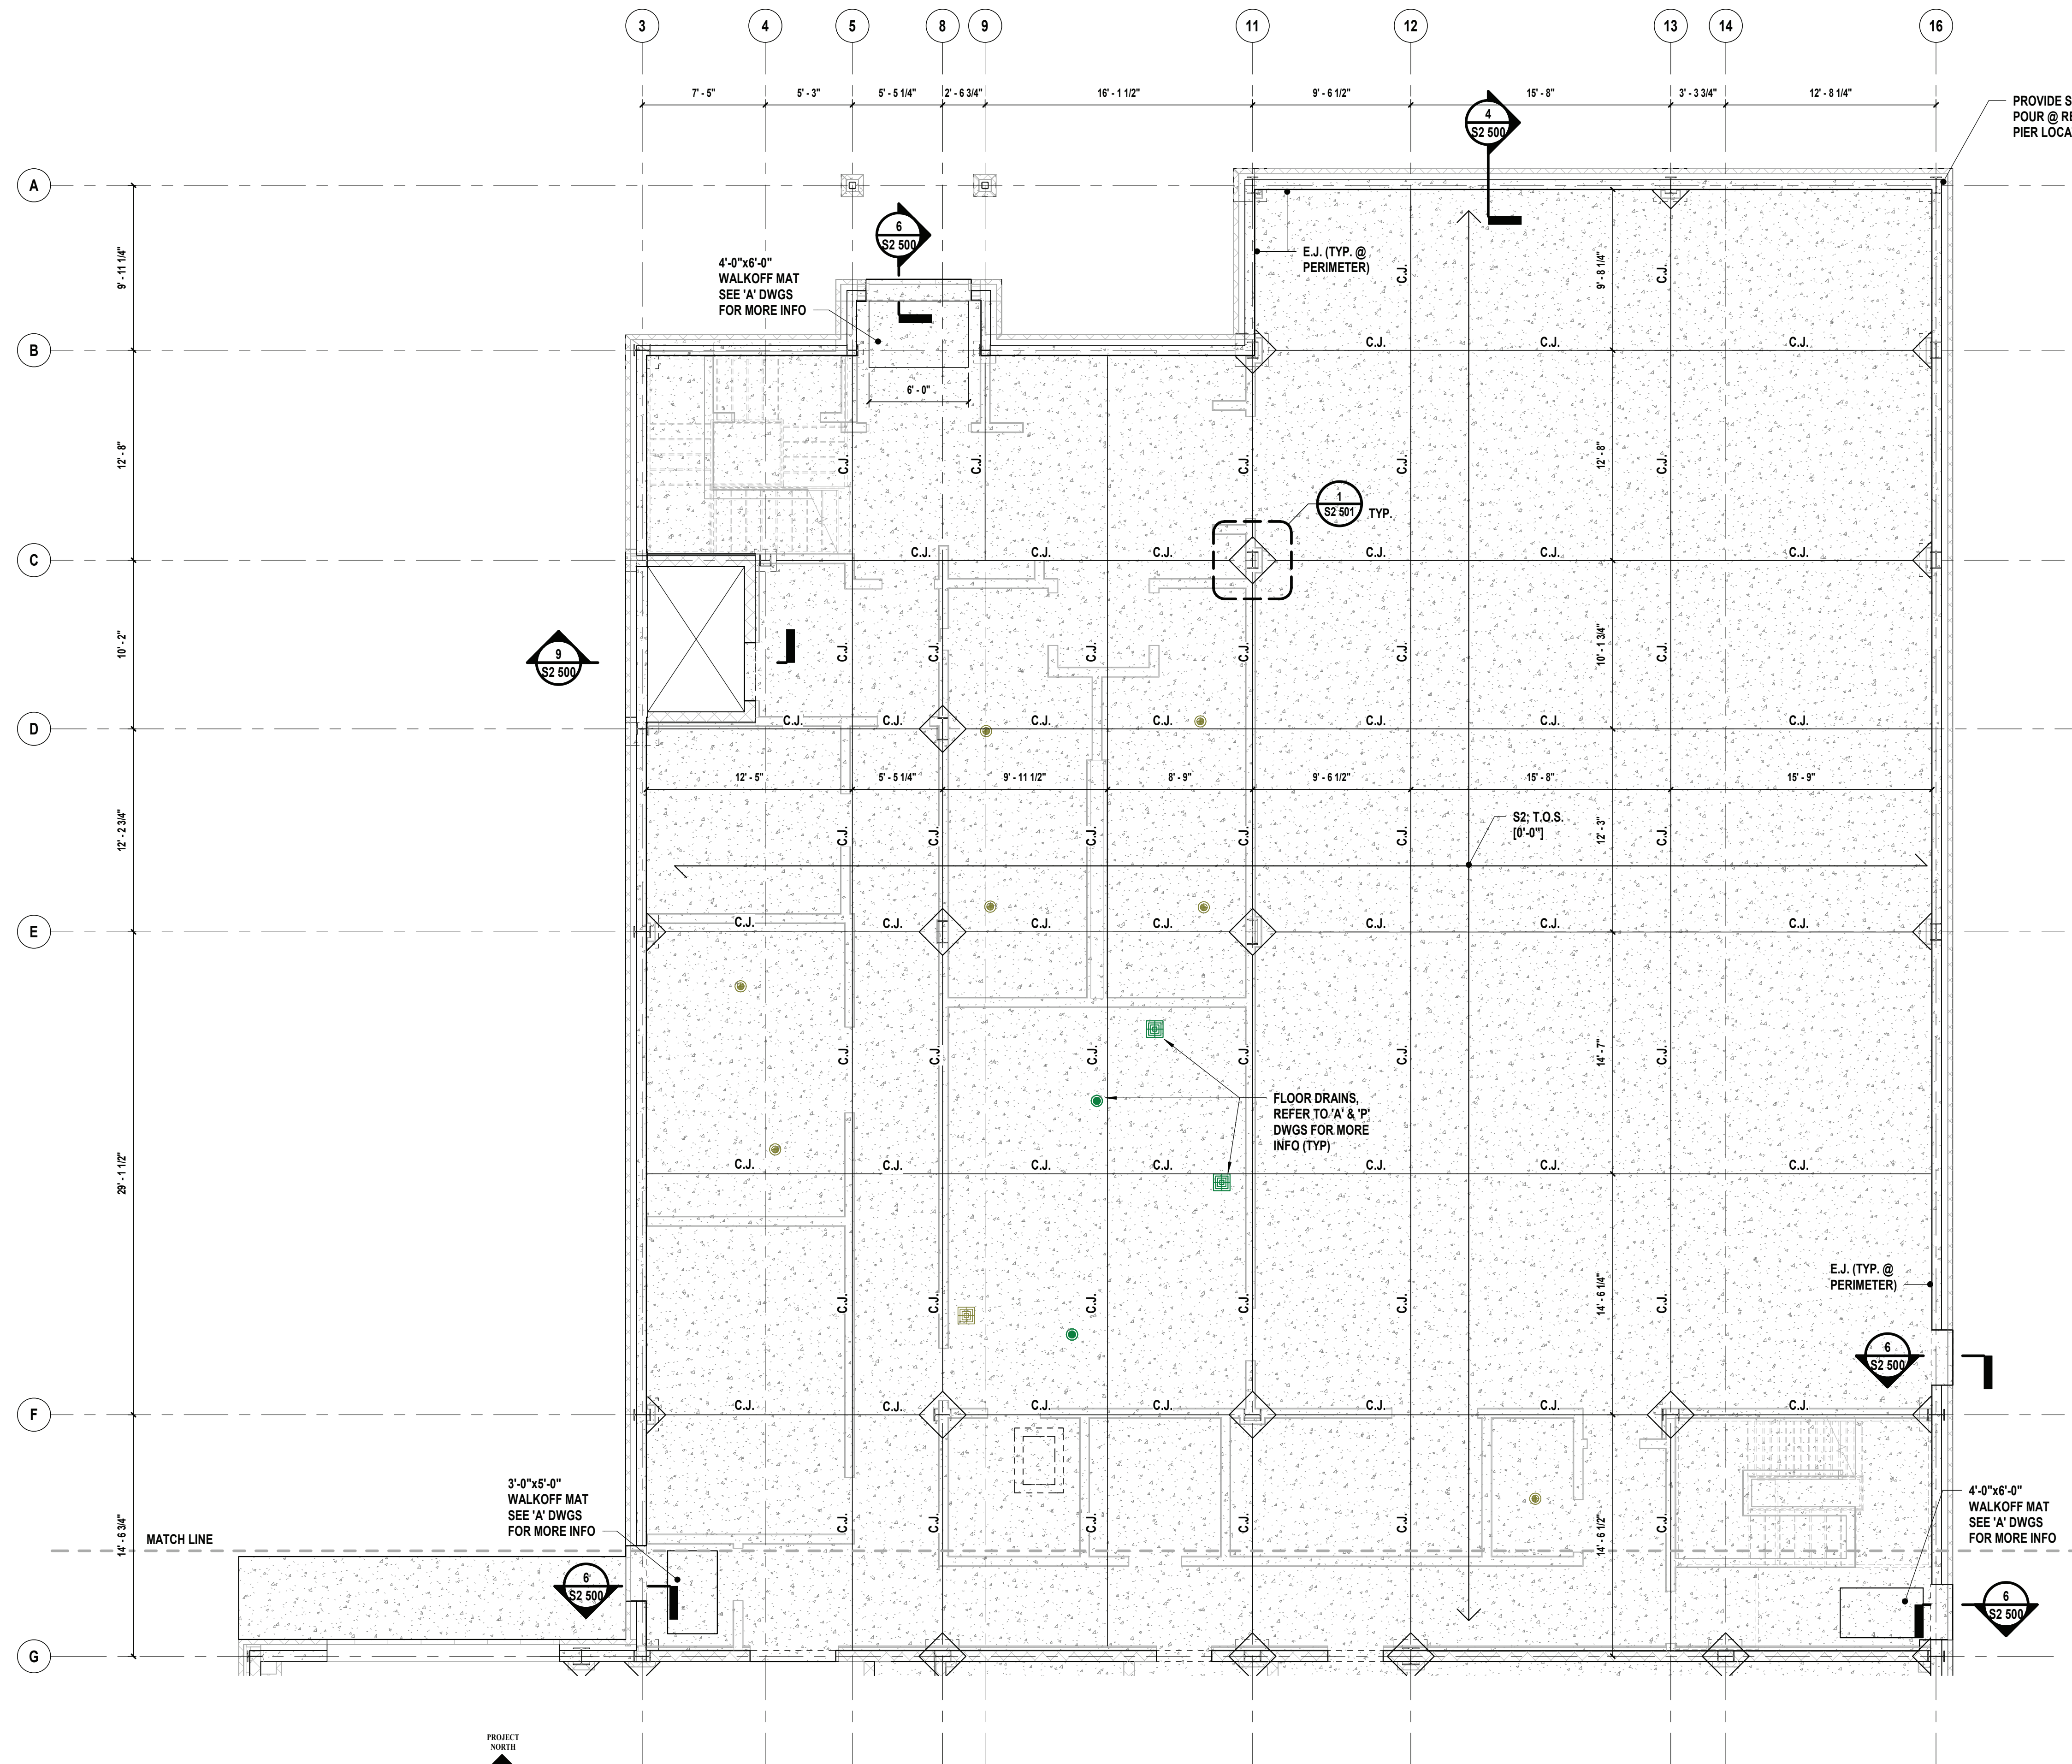 3
4
5
8
9
11
12
13
14
16
7' - 5"
5' - 3"
5' - 5 1/4"
2' - 6 3/4"
16' - 1 1/2"
9' - 6 1/2"
15' - 8"
3' - 3 3/4"
12' - 8 1/4"
PROVIDE S
POUR @ RE
PIER LOCA
4
S2 500
A
6
S2 500
4'-0"x6'-0"
WALKOFF MAT
SEE 'A' DWGS
FOR MORE INFO
E.J. (TYP. @
PERIMETER)
9' - 11 1/4"
C.J.
9' - 8 1/4"
C.J.
B
C.J.
C.J.
C.J.
6' - 0"
12' - 8"
C.J.
C.J.
C.J.
C.J.
12' - 8"
C.J.
1
S2 501
TYP.
C
C.J.
C.J.
C.J.
C.J.
C.J.
C.J.
10' - 2"
9
S2 500
C.J.
C.J.
C.J.
C.J.
C.J.
10' - 1 3/4"
C.J.
D
C.J.
C.J.
C.J.
C.J.
C.J.
C.J.
C.J.
12' - 5"
5' - 5 1/4"
9' - 11 1/2"
8' - 9"
9' - 6 1/2"
15' - 8"
15' - 9"
12' - 2 3/4"
C.J.
C.J.
C.J.
C.J.
C.J.
S2; T.O.S.
[0'-0"]
12' - 3"
C.J.
E
C.J.
C.J.
C.J.
C.J.
C.J.
C.J.
C.J.
C.J.
C.J.
C.J.
C.J.
C.J.
14' - 7"
C.J.
FLOOR DRAINS,
REFER TO 'A' & 'P'
DWGS FOR MORE
INFO (TYP)
29' - 1 1/2"
C.J.
C.J.
C.J.
C.J.
C.J.
C.J.
C.J.
E.J. (TYP. @
PERIMETER)
C.J.
C.J.
C.J.
C.J.
C.J.
14' - 6 1/4"
C.J.
6
S2 500
F
C.J.
C.J.
C.J.
C.J.
C.J.
C.J.
C.J.
3'-0"x5'-0"
WALKOFF MAT
SEE 'A' DWGS
FOR MORE INFO
4'-0"x6'-0"
WALKOFF MAT
SEE 'A' DWGS
FOR MORE INFO
14' - 6 3/4"
MATCH LINE
C.J.
C.J.
C.J.
C.J.
C.J.
14' - 6 1/2"
C.J.
6
S2 500
6
S2 500
G
PROJECT
NORTH